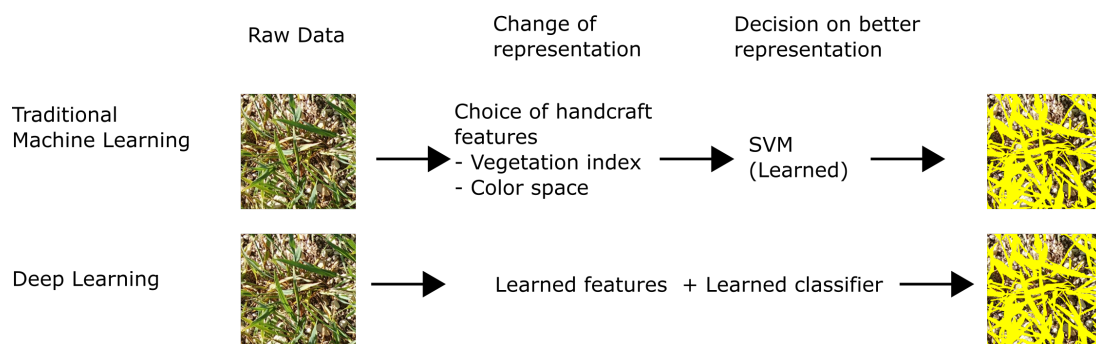 Raw Data
Change of
representation
Decision on better
representation
Traditional
Machine Learning
Choice of handcraft
features
- Vegetation index
- Color space
SVM
(Learned)
Deep Learning
Learned features + Learned classifier